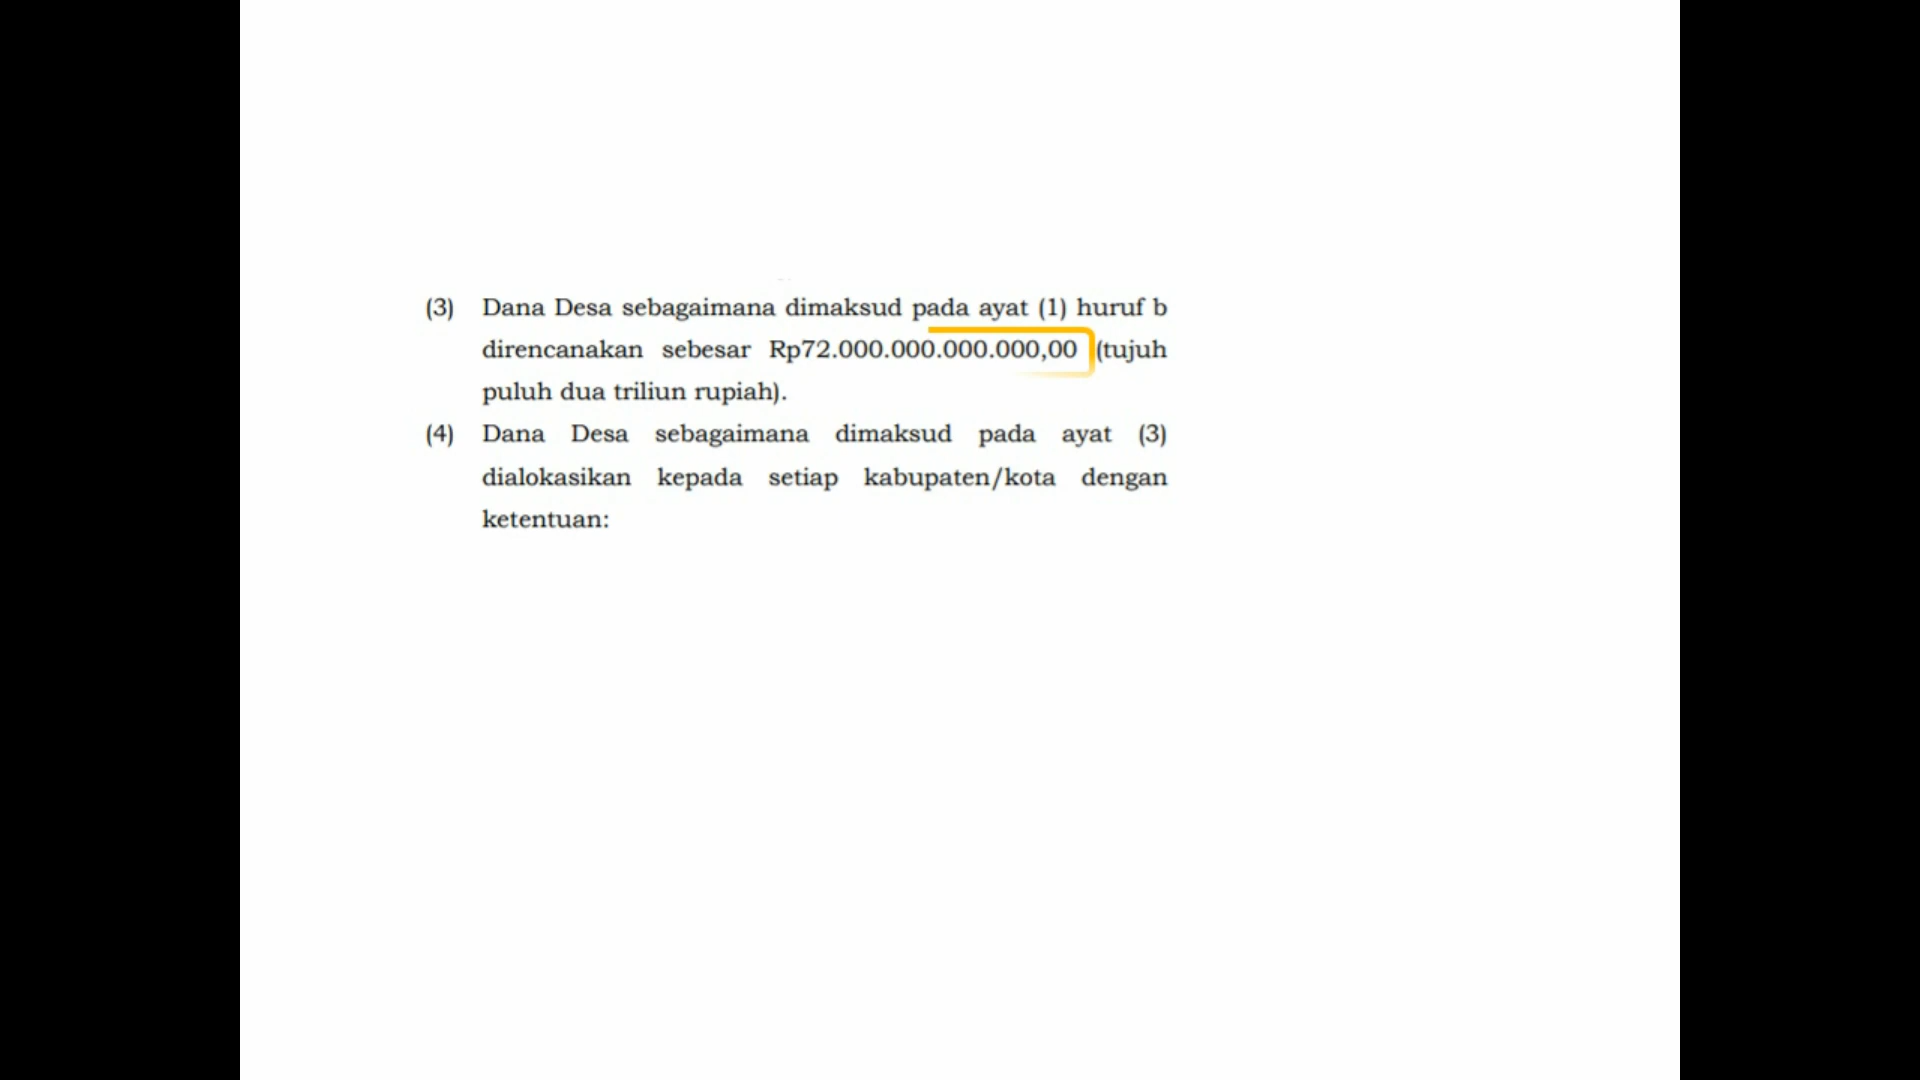 (3) Dana Desa sebagaimana dimaksud pada ayat (1) huruf b
direncanakan sebesar Rp72.000.000.000.000,00 (tujuh
puluh dua triliun rupiah).
(4) Dana Desa sebagaimana dimaksud pada ayat (3)
dialokasikan kepada setiap kabupaten/kota dengan
ketentuan: